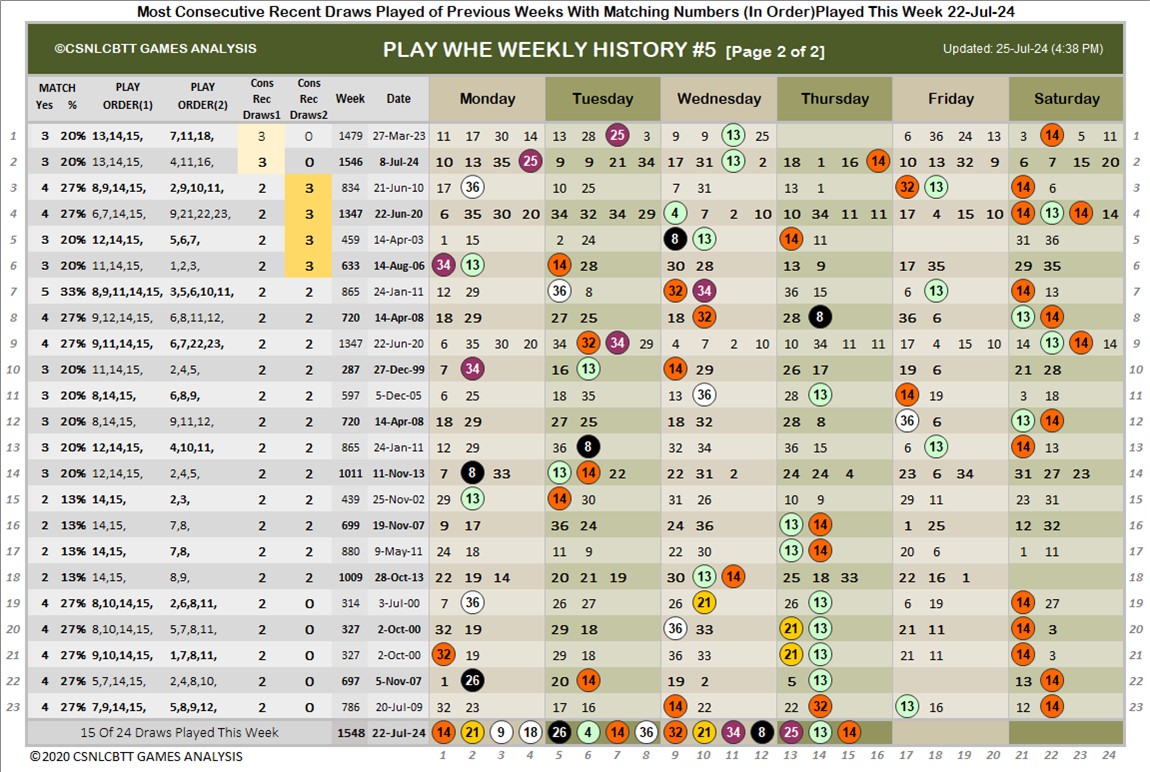 Most Consecutive Recent Draws Played of Previous Weeks With Matching Numbers (In Order)Played This Week 22-Jul-24
©CSNLCBTT GAMES ANALYSIS PLAY WHE WEEKLY HISTORY #5 [Page 2 of 2] Updated: 25-Jul-24 (4:38 PM)
MATCH PLAY PLAY Cons Cons
Yes % ORDER(1) ORDER(2) Rec Rec Week Date Monday Tuesday Wednesday Thursday Friday Saturday
Draws1 Draws2
1 3 20% 13,14,15, 7,11,18, 3 0 1479 27-Mar-23 11 17 30 14 13 28 25 3 9 9 13 25 6 36 24 13 3 14 5 11 1
2 3 20% 13,14,15, 4,11,16, 3 0 1546 8-Jul-24 10 13 35 25 9 9 21 34 17 31 13 2 18 1 16 14 10 13 32 9 6 7 15 20 2
3 4 27% 8,9,14,15, 2,9,10,11, 2 3 834 21-Jun-10 17 36 10 25 7 31 13 1 32 13 14 6 3
4 4 27% 6,7,14,15, 9,21,22,23, 2 3 1347 22-Jun-20 6 35 30 20 34 32 34 29 4 7 2 10 10 34 11 11 17 4 15 10 14 13 14 14 4
5 3 20% 12,14,15, 5,6,7, 2 3 459 14-Apr-03 1 15 2 24 8 13 14 11 31 36 5
6 3 20% 11,14,15, 1,2,3, 2 3 633 14-Aug-06 34 13 14 28 30 28 13 9 17 35 29 35 6
7 5 33% 8,9,11,14,15, 3,5,6,10,11, 2 2 865 24-Jan-11 12 29 36 8 32 34 36 15 6 13 14 13 7
8 4 27% 9,12,14,15, 6,8,11,12, 2 2 720 14-Apr-08 18 29 27 25 18 32 28 8 36 6 13 14 8
9 4 27% 9,11,14,15, 6,7,22,23, 2 2 1347 22-Jun-20 6 35 30 20 34 32 34 29 4 7 2 10 10 34 11 11 17 4 15 10 14 13 14 14 9
10 3 20% 11,14,15, 2,4,5, 2 2 287 27-Dec-99 7 34 16 13 14 29 26 17 19 6 21 28 10
11 3 20% 8,14,15, 6,8,9, 2 2 597 5-Dec-05 6 25 18 35 13 36 28 13 14 19 3 18 11
12 3 20% 8,14,15, 9,11,12, 2 2 720 14-Apr-08 18 29 27 25 18 32 28 8 36 6 13 14 12
13 3 20% 12,14,15, 4,10,11, 2 2 865 24-Jan-11 12 29 36 8 32 34 36 15 6 13 14 13 13
14 3 20% 12,14,15, 2,4,5, 2 2 1011 11-Nov-13 7 8 33 13 14 22 22 31 2 24 24 4 23 6 34 31 27 23 14
15 2 13% 14,15, 2,3, 2 2 439 25-Nov-02 29 13 14 30 31 26 10 9 29 11 23 31 15
16 2 13% 14,15, 7,8, 2 2 699 19-Nov-07 9 17 36 24 24 36 13 14 1 25 12 32 16
17 2 13% 14,15, 7,8, 2 2 880 9-May-11 24 18 11 9 22 30 13 14 20 6 1 11 17
18 2 13% 14,15, 8,9, 2 2 1009 28-Oct-13 22 19 14 20 21 19 30 13 14 25 18 33 22 16 1 18
19 4 27% 8,10,14,15, 2,6,8,11, 2 0 314 3-Jul-00 7 36 26 27 26 21 26 13 6 19 14 27 19
20 4 27% 8,10,14,15, 5,7,8,11, 2 0 327 2-Oct-00 32 19 29 18 36 33 21 13 21 11 14 3 20
21 4 27% 9,10,14,15, 1,7,8,11, 2 0 327 2-Oct-00 32 19 29 18 36 33 21 13 21 11 14 3 21
22 4 27% 5,7,14,15, 2,4,8,10, 2 0 697 5-Nov-07 1 26 20 14 19 2 5 13 13 14 22
23 4 27% 7,9,14,15, 5,8,9,12, 2 0 786 20-Jul-09 32 23 17 16 14 22 22 32 13 16 12 14 23
15 Of 24 Draws Played This Week 1548 22-Jul-24 14 21 9 18 26 4 14 36 32 21 34 8 25 13 14
©2020 CSNLCBTT GAMES ANALYSIS 1 2 3 4 5 6 7 8 9 10 11 12 13 14 15 16 17 18 19 20 21 22 23 24